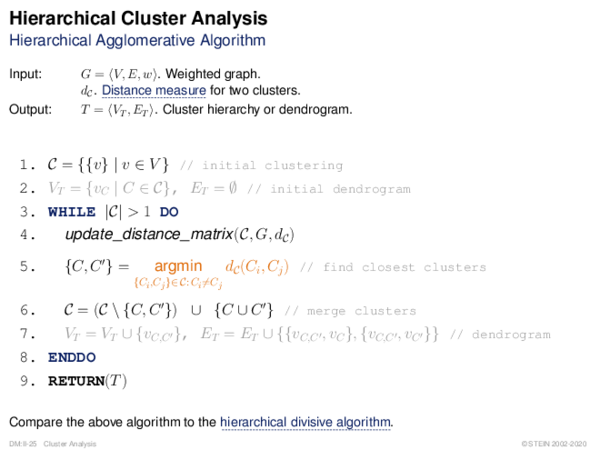 Hierarchical Cluster Analysis
Hierarchical Agglomerative Algorithm
Input: G = ⟨V, E, w⟩. Weighted graph.
d𝒞. Distance measure for two clusters.
Output: T = ⟨V_T, E_T⟩. Cluster hierarchy or dendrogram.
1. 𝒞 = {{v} | v ∈ V} // initial clustering
2. V_T = {v_C | C ∈ 𝒞}, E_T = ∅ // initial dendrogram
3. WHILE |𝒞| > 1 DO
4. update_distance_matrix(𝒞, G, d𝒞)
5. {C, C′} = argmin d𝒞(C_i, C_j) // find closest clusters
{C_i,C_j}∈𝒞: C_i≠C_j
6. 𝒞 = (𝒞 \ {C, C′}) ∪ {C ∪ C′} // merge clusters
7. V_T = V_T ∪ {v_C,C′}, E_T = E_T ∪ {{v_C,C′, v_C}, {v_C,C′, v_C′}} // dendrogram
8. ENDDO
9. RETURN(T)
Compare the above algorithm to the hierarchical divisive algorithm.
DM:II-25 Cluster Analysis ©STEIN 2002-2020